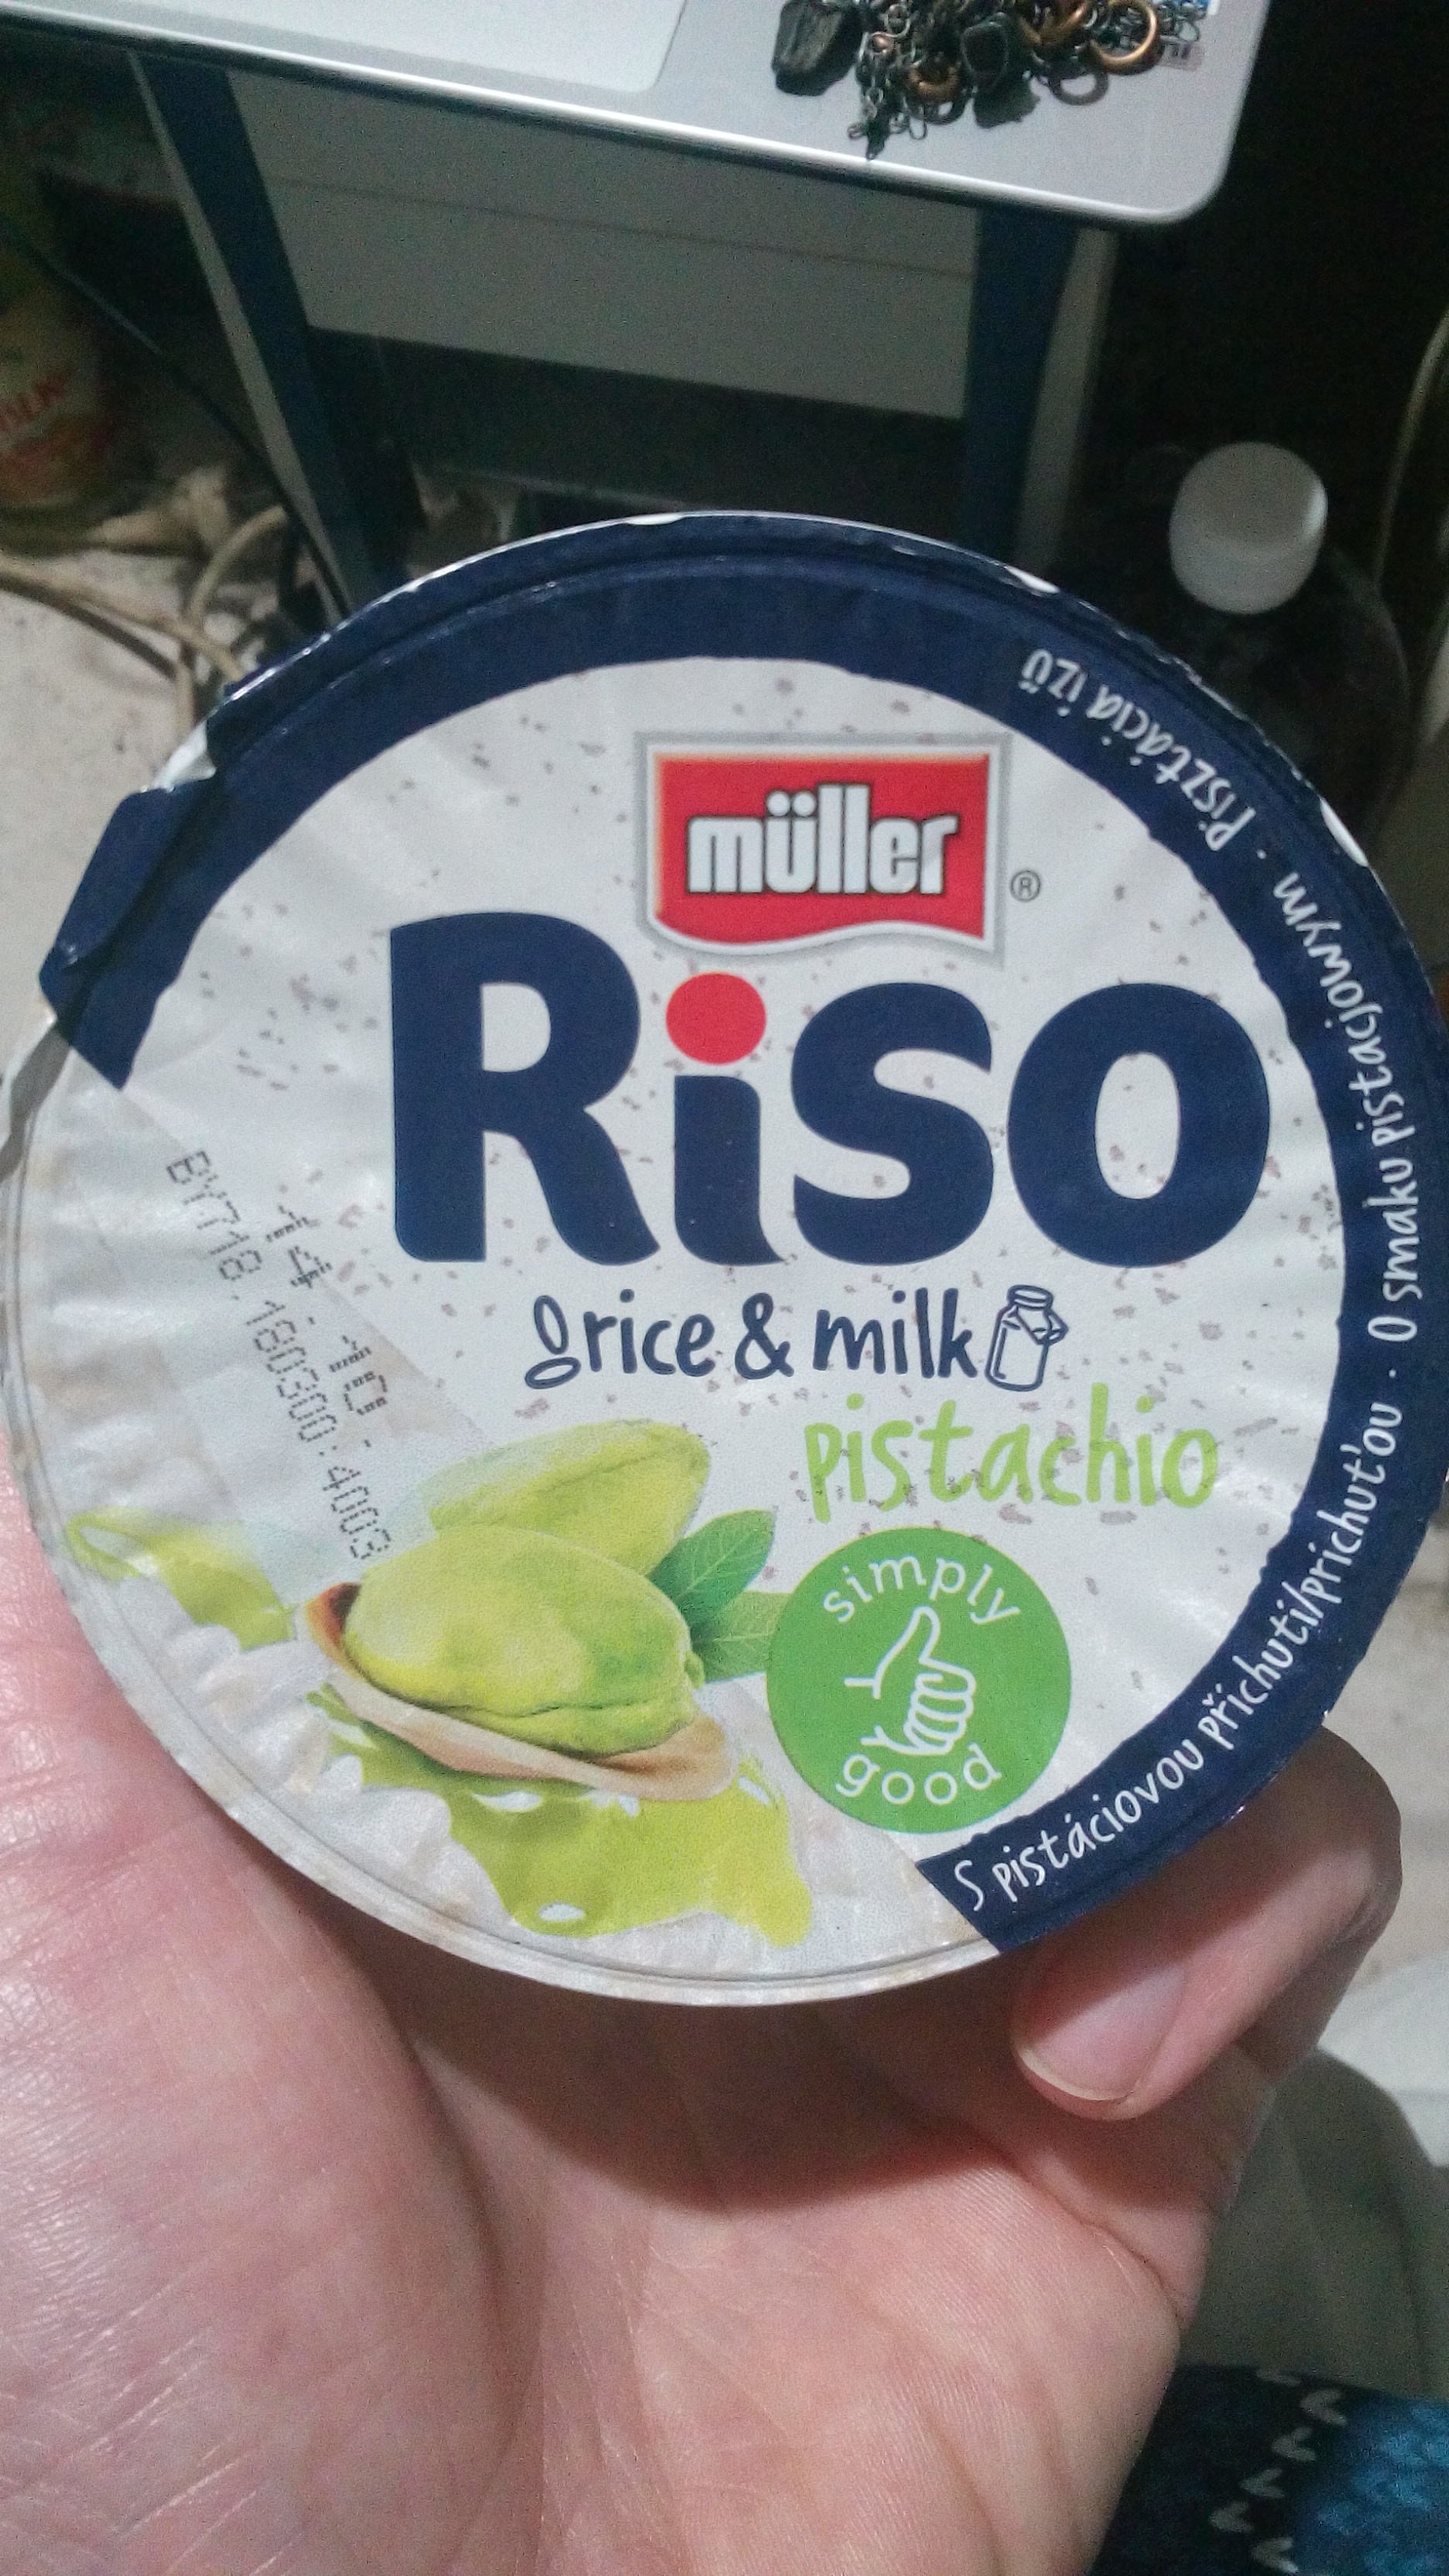 müller
®
Riso
rice & milk
pistachio
simply
good
14.10.
BY718.180300:4003
S pistáciovou příchutí/príchuťou · O smaku pistacjowym · Pisztácia ízű